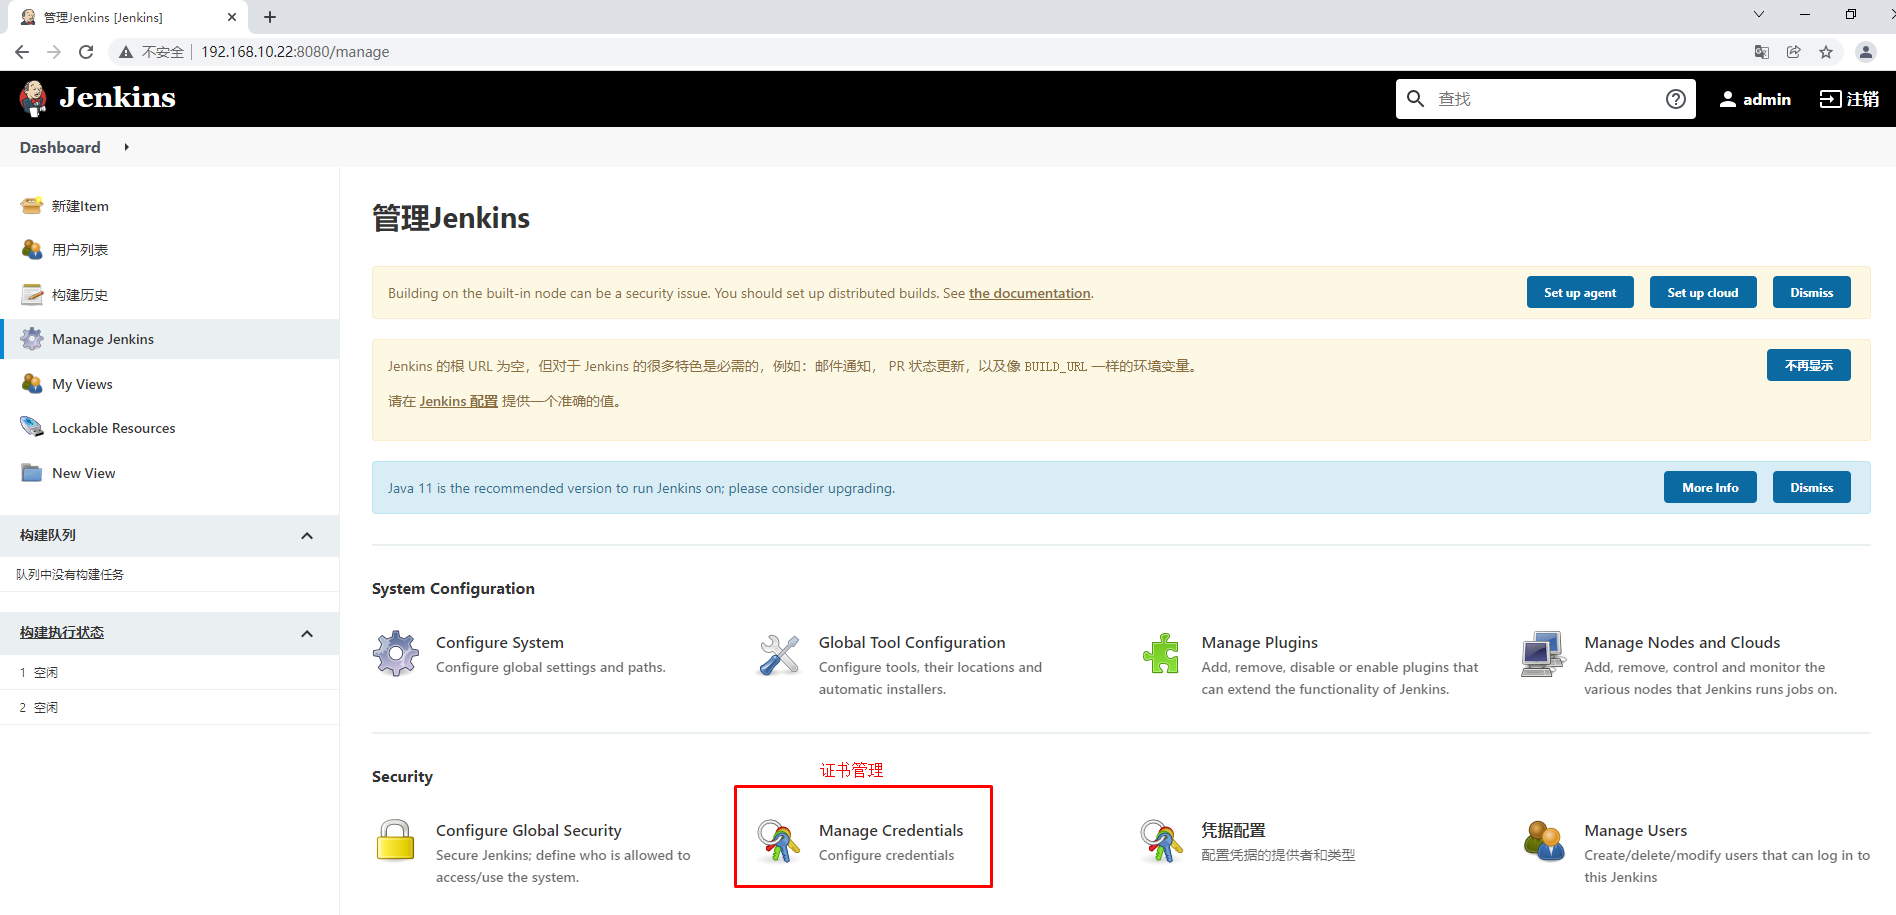 管理Jenkins [Jenkins]
不安全 192.168.10.22:8080/manage
Jenkins
查找
admin
注销
Dashboard
新建Item
用户列表
构建历史
Manage Jenkins
My Views
Lockable Resources
New View
构建队列
队列中没有构建任务
构建执行状态
1 空闲
2 空闲
管理Jenkins
Building on the built-in node can be a security issue. You should set up distributed builds. See the documentation.
Set up agent
Set up cloud
Dismiss
Jenkins 的根 URL 为空，但对于 Jenkins 的很多特色是必需的，例如：邮件通知， PR 状态更新，以及像 BUILD_URL 一样的环境变量。
不再显示
请在 Jenkins 配置 提供一个准确的值。
Java 11 is the recommended version to run Jenkins on; please consider upgrading.
More Info
Dismiss
System Configuration
Configure System
Configure global settings and paths.
Global Tool Configuration
Configure tools, their locations and
automatic installers.
Manage Plugins
Add, remove, disable or enable plugins that
can extend the functionality of Jenkins.
Manage Nodes and Clouds
Add, remove, control and monitor the
various nodes that Jenkins runs jobs on.
Security
证书管理
Configure Global Security
Secure Jenkins; define who is allowed to
access/use the system.
Manage Credentials
Configure credentials
凭据配置
配置凭据的提供者和类型
Manage Users
Create/delete/modify users that can log in to
this Jenkins